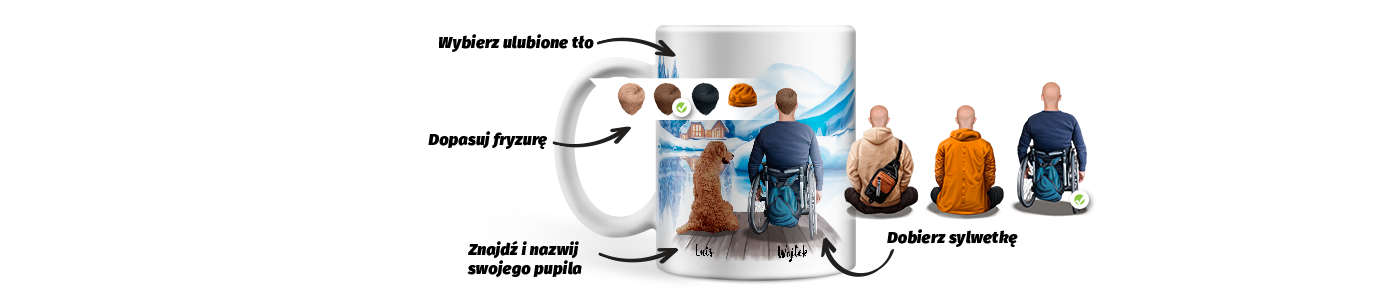 Wybierz ulubione tło
Dopasuj fryzurę
Znajdź i nazwij
swojego pupila
Luis
Wojtek
Dobierz sylwetkę